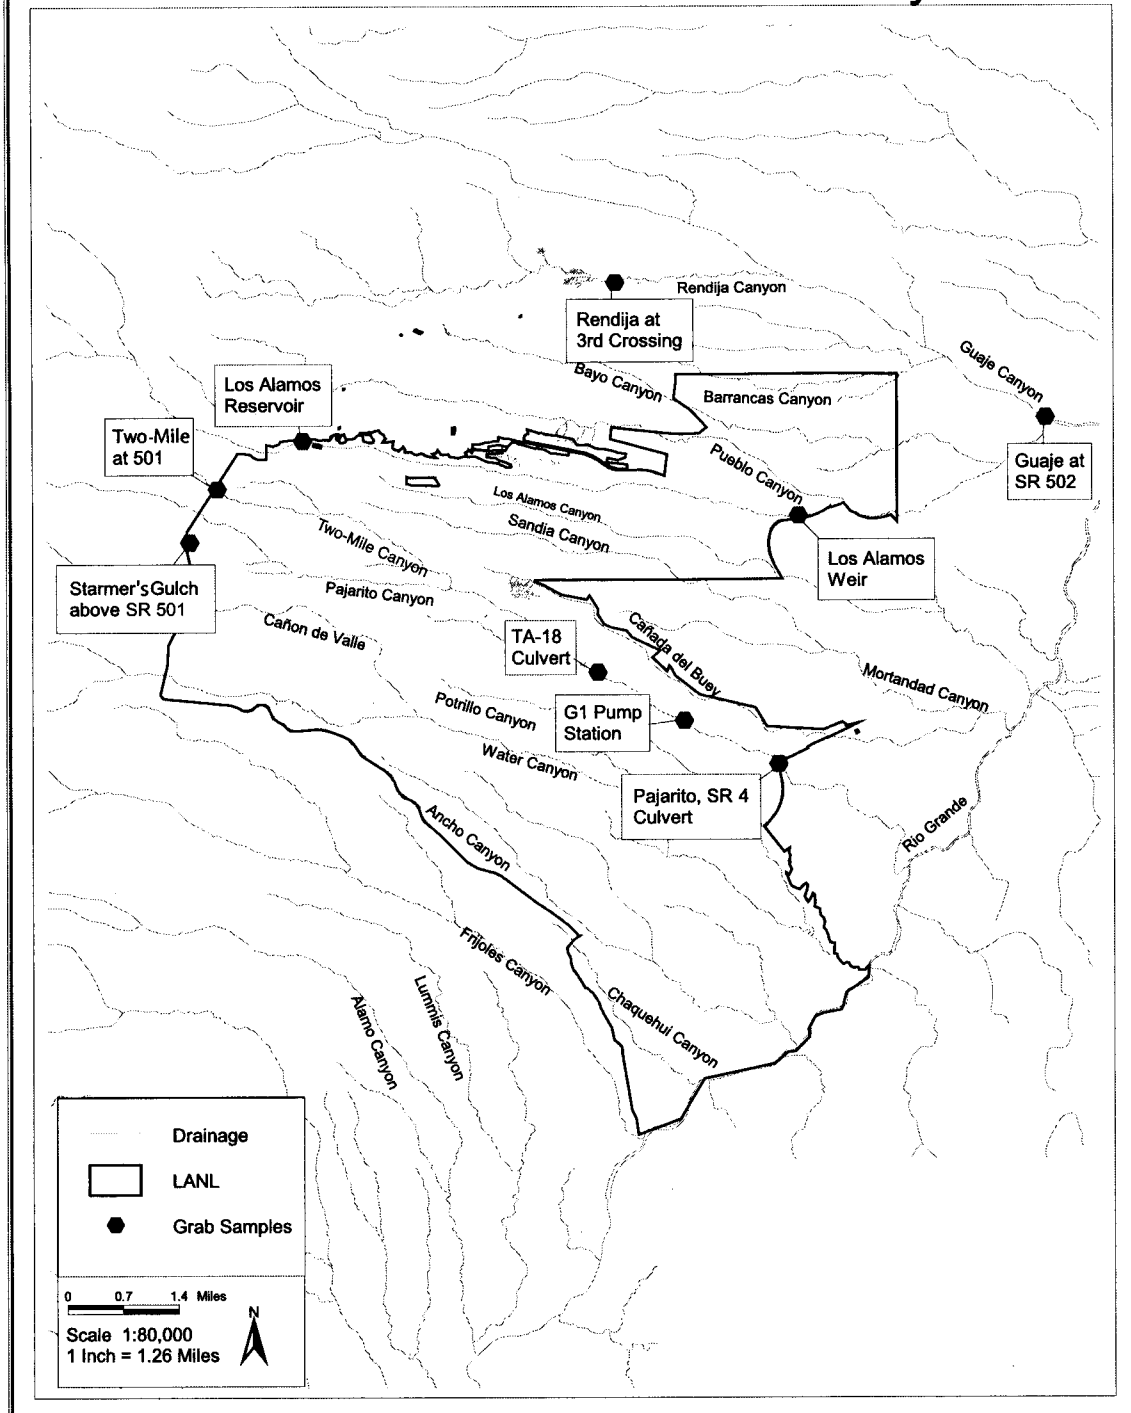 Rendija Canyon
Rendija at
3rd Crossing
Guaje Canyon
Bayo Canyon
Barrancas Canyon
Los Alamos
Reservoir
Two-Mile
at 501
Guaje at
SR 502
Pueblo Canyon
Los Alamos Canyon
Sandia Canyon
Two-Mile Canyon
Los Alamos
Weir
Starmer's Gulch
above SR 501
Pajarito Canyon
Cañon de Valle
TA-18
Culvert
Cañada del Buey
Mortandad Canyon
Potrillo Canyon
G1 Pump
Station
Water Canyon
Pajarito, SR 4
Culvert
Rio Grande
Ancho Canyon
Frijoles Canyon
Lummis Canyon
Alamo Canyon
Chaquehui Canyon
Drainage
LANL
Grab Samples
0 0.7 1.4 Miles
N
Scale 1:80,000
1 Inch = 1.26 Miles